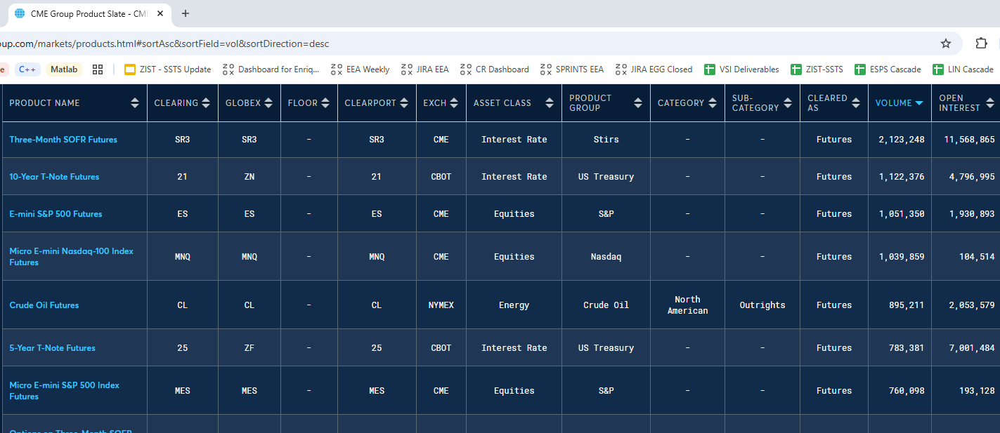 CME Group Product Slate - CME
oup.com/markets/products.html#sortAsc&sortField=vol&sortDirection=desc
e C++ Matlab ZIST - SSTS Update Dashboard for Enriq... EEA Weekly JIRA EEA CR Dashboard SPRINTS EEA JIRA EGG Closed VSI Deliverables ZIST-SSTS ESPS Cascade LIN Cascade
PRODUCT NAME CLEARING GLOBEX FLOOR CLEARPORT EXCH ASSET CLASS PRODUCT GROUP CATEGORY SUB-CATEGORY CLEARED AS VOLUME OPEN INTEREST
Three-Month SOFR Futures SR3 SR3 - SR3 CME Interest Rate Stirs - - Futures 2,123,248 11,568,865
10-Year T-Note Futures 21 ZN - 21 CBOT Interest Rate US Treasury - - Futures 1,122,376 4,796,995
E-mini S&P 500 Futures ES ES - ES CME Equities S&P - - Futures 1,051,350 1,930,893
Micro E-mini Nasdaq-100 Index Futures MNQ MNQ - MNQ CME Equities Nasdaq - - Futures 1,039,859 104,514
Crude Oil Futures CL CL - CL NYMEX Energy Crude Oil North American Outrights Futures 895,211 2,053,579
5-Year T-Note Futures 25 ZF - 25 CBOT Interest Rate US Treasury - - Futures 783,381 7,001,484
Micro E-mini S&P 500 Index Futures MES MES - MES CME Equities S&P - - Futures 760,098 193,128
Options on Three-Month SOFR